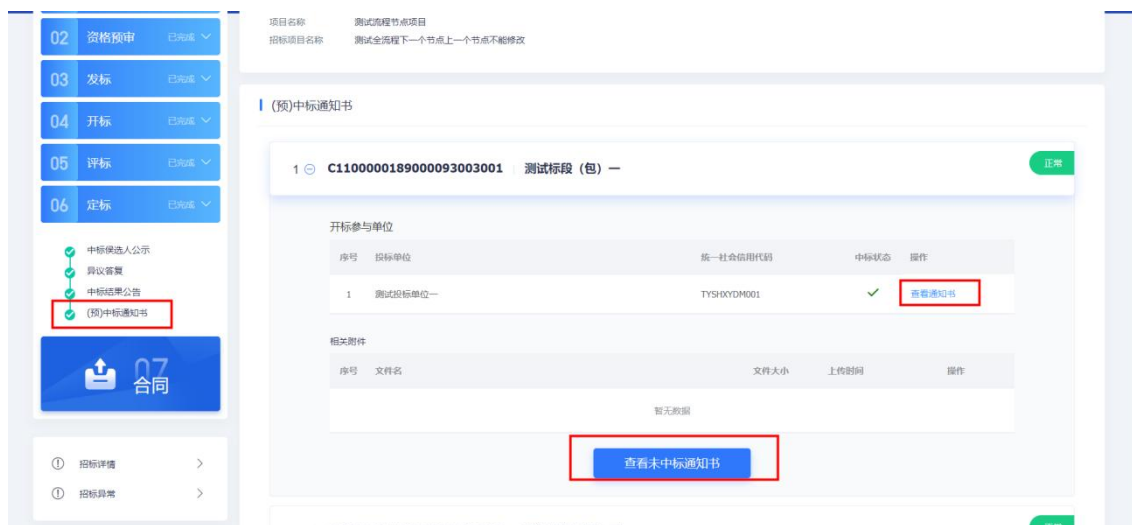 02 资格预审 已完成
03 发标 已完成
04 开标 已完成
05 评标 已完成
06 定标 已完成
中标候选人公示
异议答复
中标结果公告
(预)中标通知书
07
合同
招标详情
招标异常
项目名称 测试流程节点项目
招标项目名称 测试全流程下一个节点上一个节点不能修改
(预)中标通知书
1 C1100000189000093003001 测试标段（包）一 正常
开标参与单位
序号 投标单位 统一社会信用代码 中标状态 操作
1 测试投标单位一 TYSHXYDM001 查看通知书
相关附件
序号 文件名 文件大小 上传时间 操作
暂无数据
查看未中标通知书